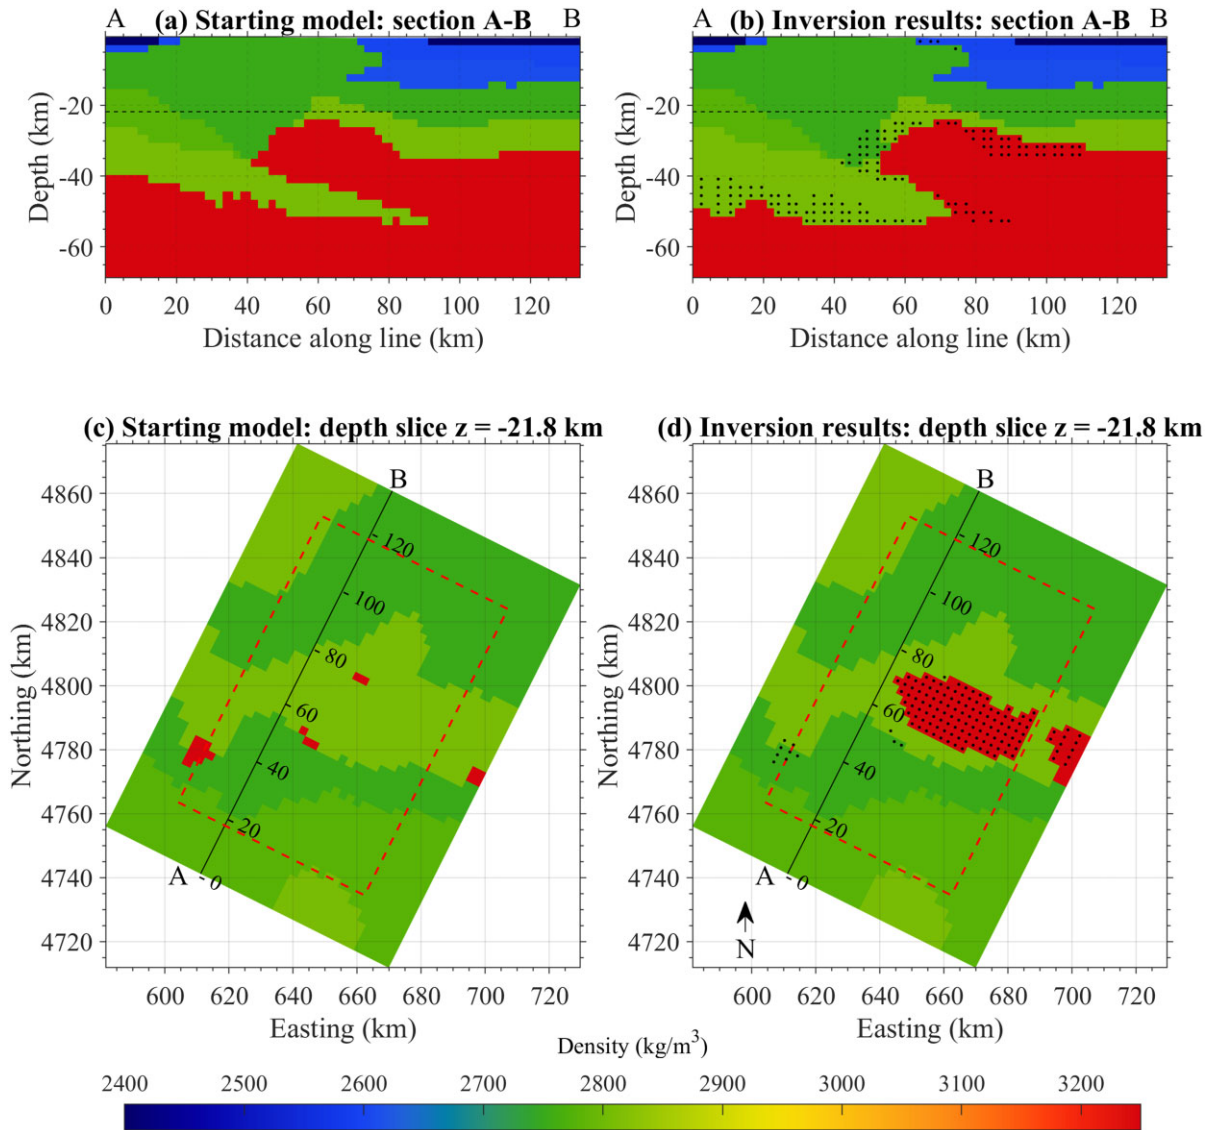 A (a) Starting model: section A-B B
A (b) Inversion results: section A-B B
Depth (km)
-20
-40
-60
0 20 40 60 80 100 120
Distance along line (km)
Depth (km)
-20
-40
-60
0 20 40 60 80 100 120
Distance along line (km)
(c) Starting model: depth slice z = -21.8 km
(d) Inversion results: depth slice z = -21.8 km
Northing (km)
4860
4840
4820
4800
4780
4760
4740
4720
B
120
100
80
60
40
20
0
A
600 620 640 660 680 700 720
Easting (km)
Northing (km)
4860
4840
4820
4800
4780
4760
4740
4720
B
120
100
80
60
40
20
0
A
N
600 620 640 660 680 700 720
Easting (km)
Density (kg/m³)
2400 2500 2600 2700 2800 2900 3000 3100 3200